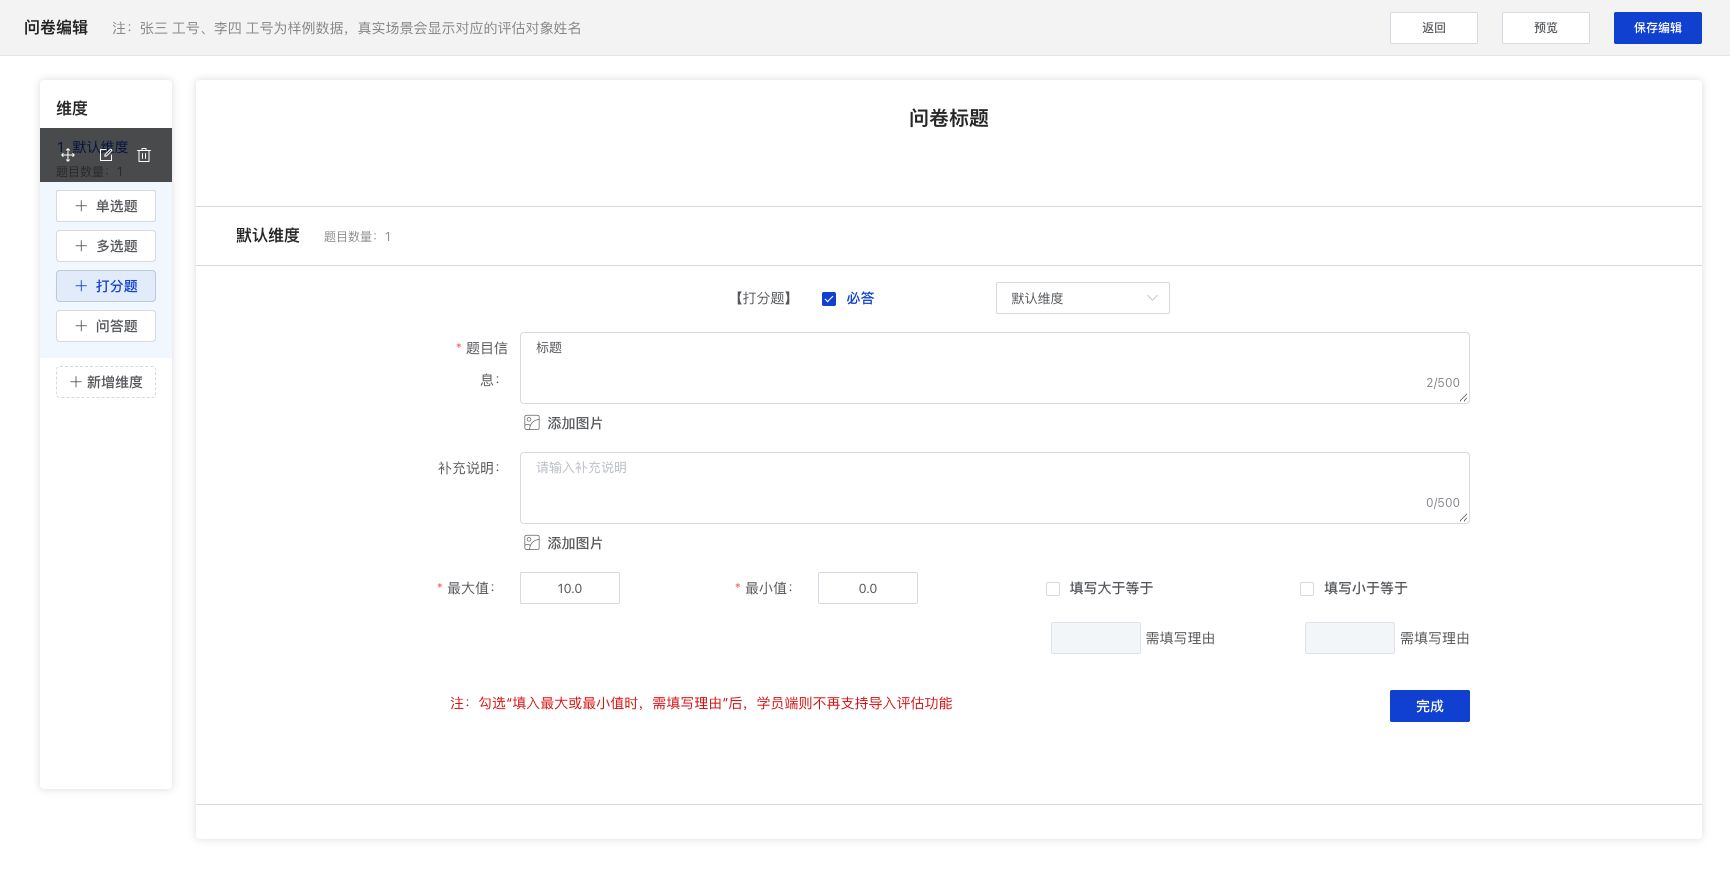 问卷编辑
注：张三 工号、李四 工号为样例数据，真实场景会显示对应的评估对象姓名
返回
预览
保存编辑
维度
1. 默认维度
题目数量：1
单选题
多选题
打分题
问答题
新增维度
问卷标题
默认维度
题目数量：1
【打分题】
必答
默认维度
* 题目信
息：
标题
2/500
添加图片
补充说明：
请输入补充说明
0/500
添加图片
* 最大值：
10.0
* 最小值：
0.0
填写大于等于
填写小于等于
需填写理由
需填写理由
注：勾选“填入最大或最小值时，需填写理由”后，学员端则不再支持导入评估功能
完成